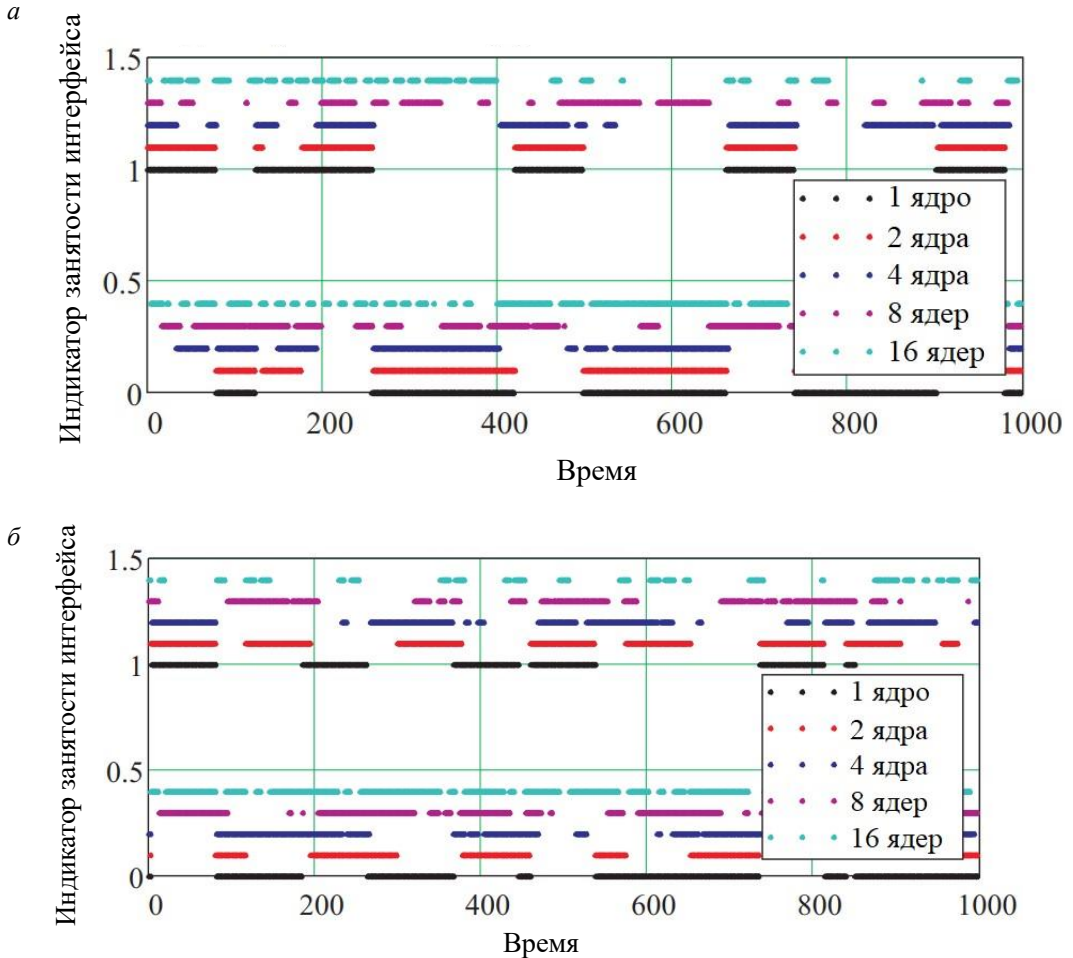 а
Индикатор занятости интерфейса
1.5
1
0.5
0
1 ядро
2 ядра
4 ядра
8 ядер
16 ядер
0 200 400 600 800 1000
Время
б
Индикатор занятости интерфейса
1.5
1
0.5
0
1 ядро
2 ядра
4 ядра
8 ядер
16 ядер
0 200 400 600 800 1000
Время